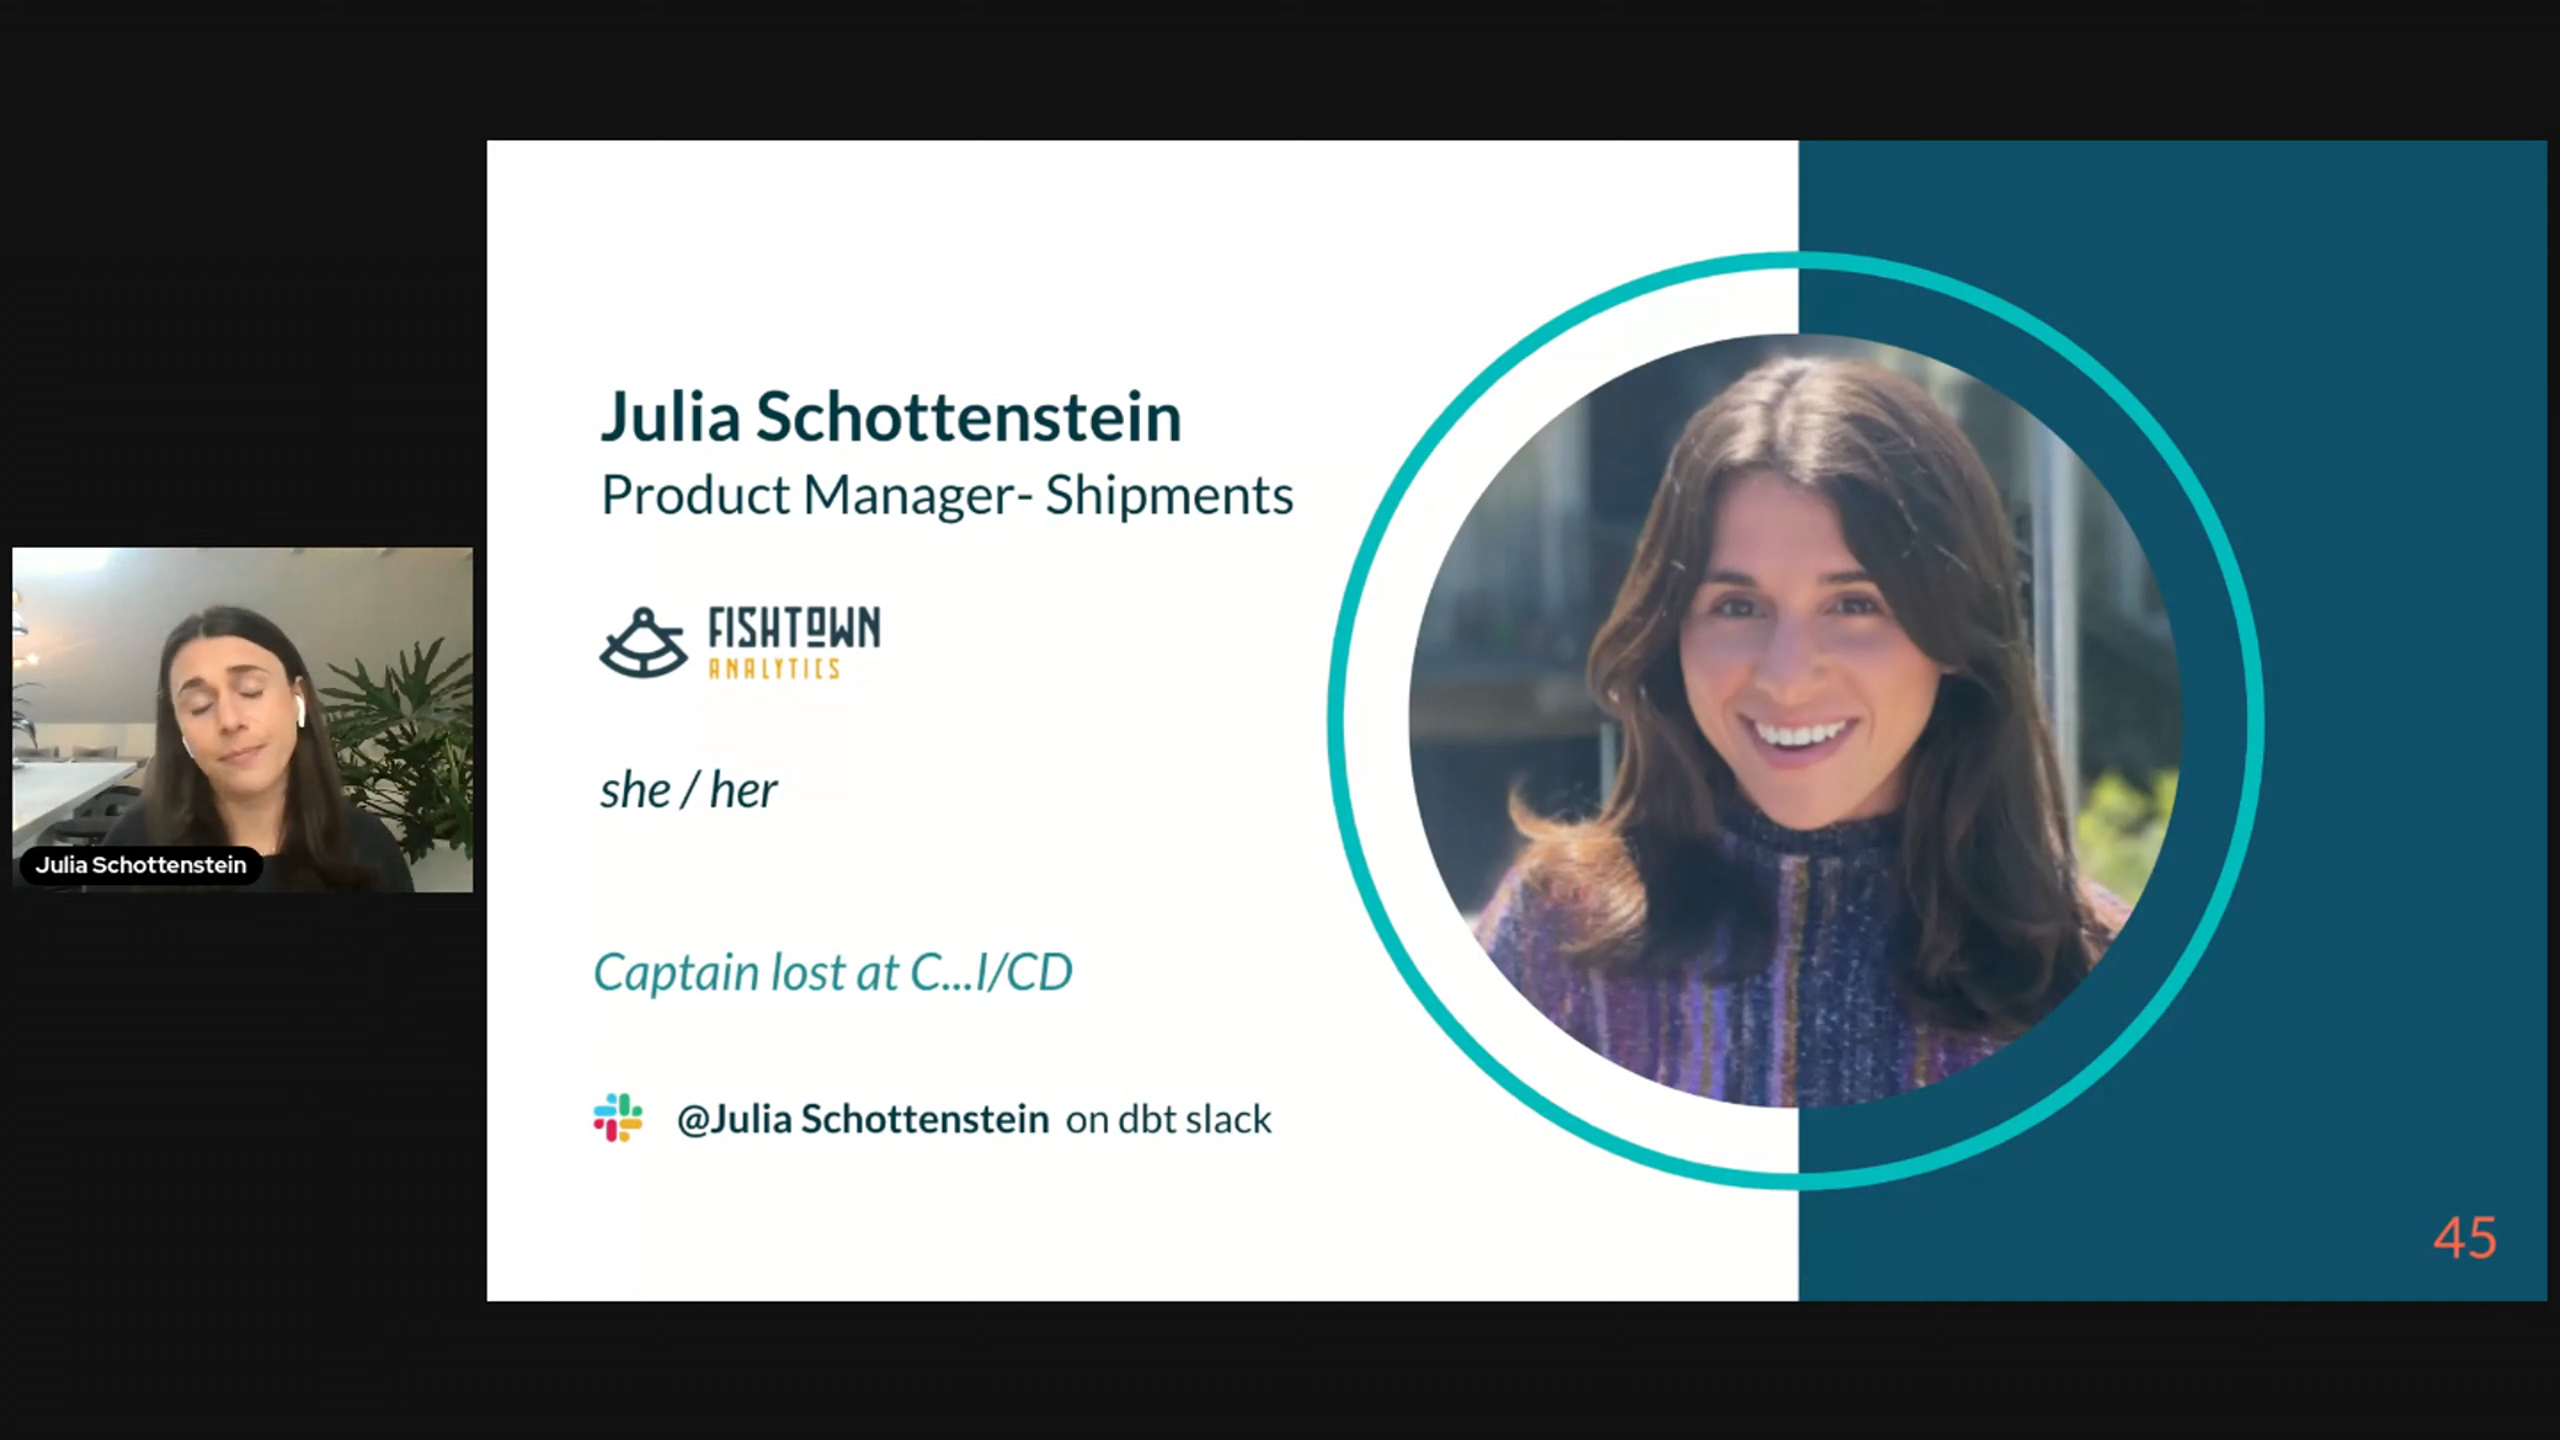 Julia Schottenstein
Julia Schottenstein
Product Manager- Shipments
FISHTOWN
ANALYTICS
she / her
Captain lost at C...I/CD
@Julia Schottenstein on dbt slack
45